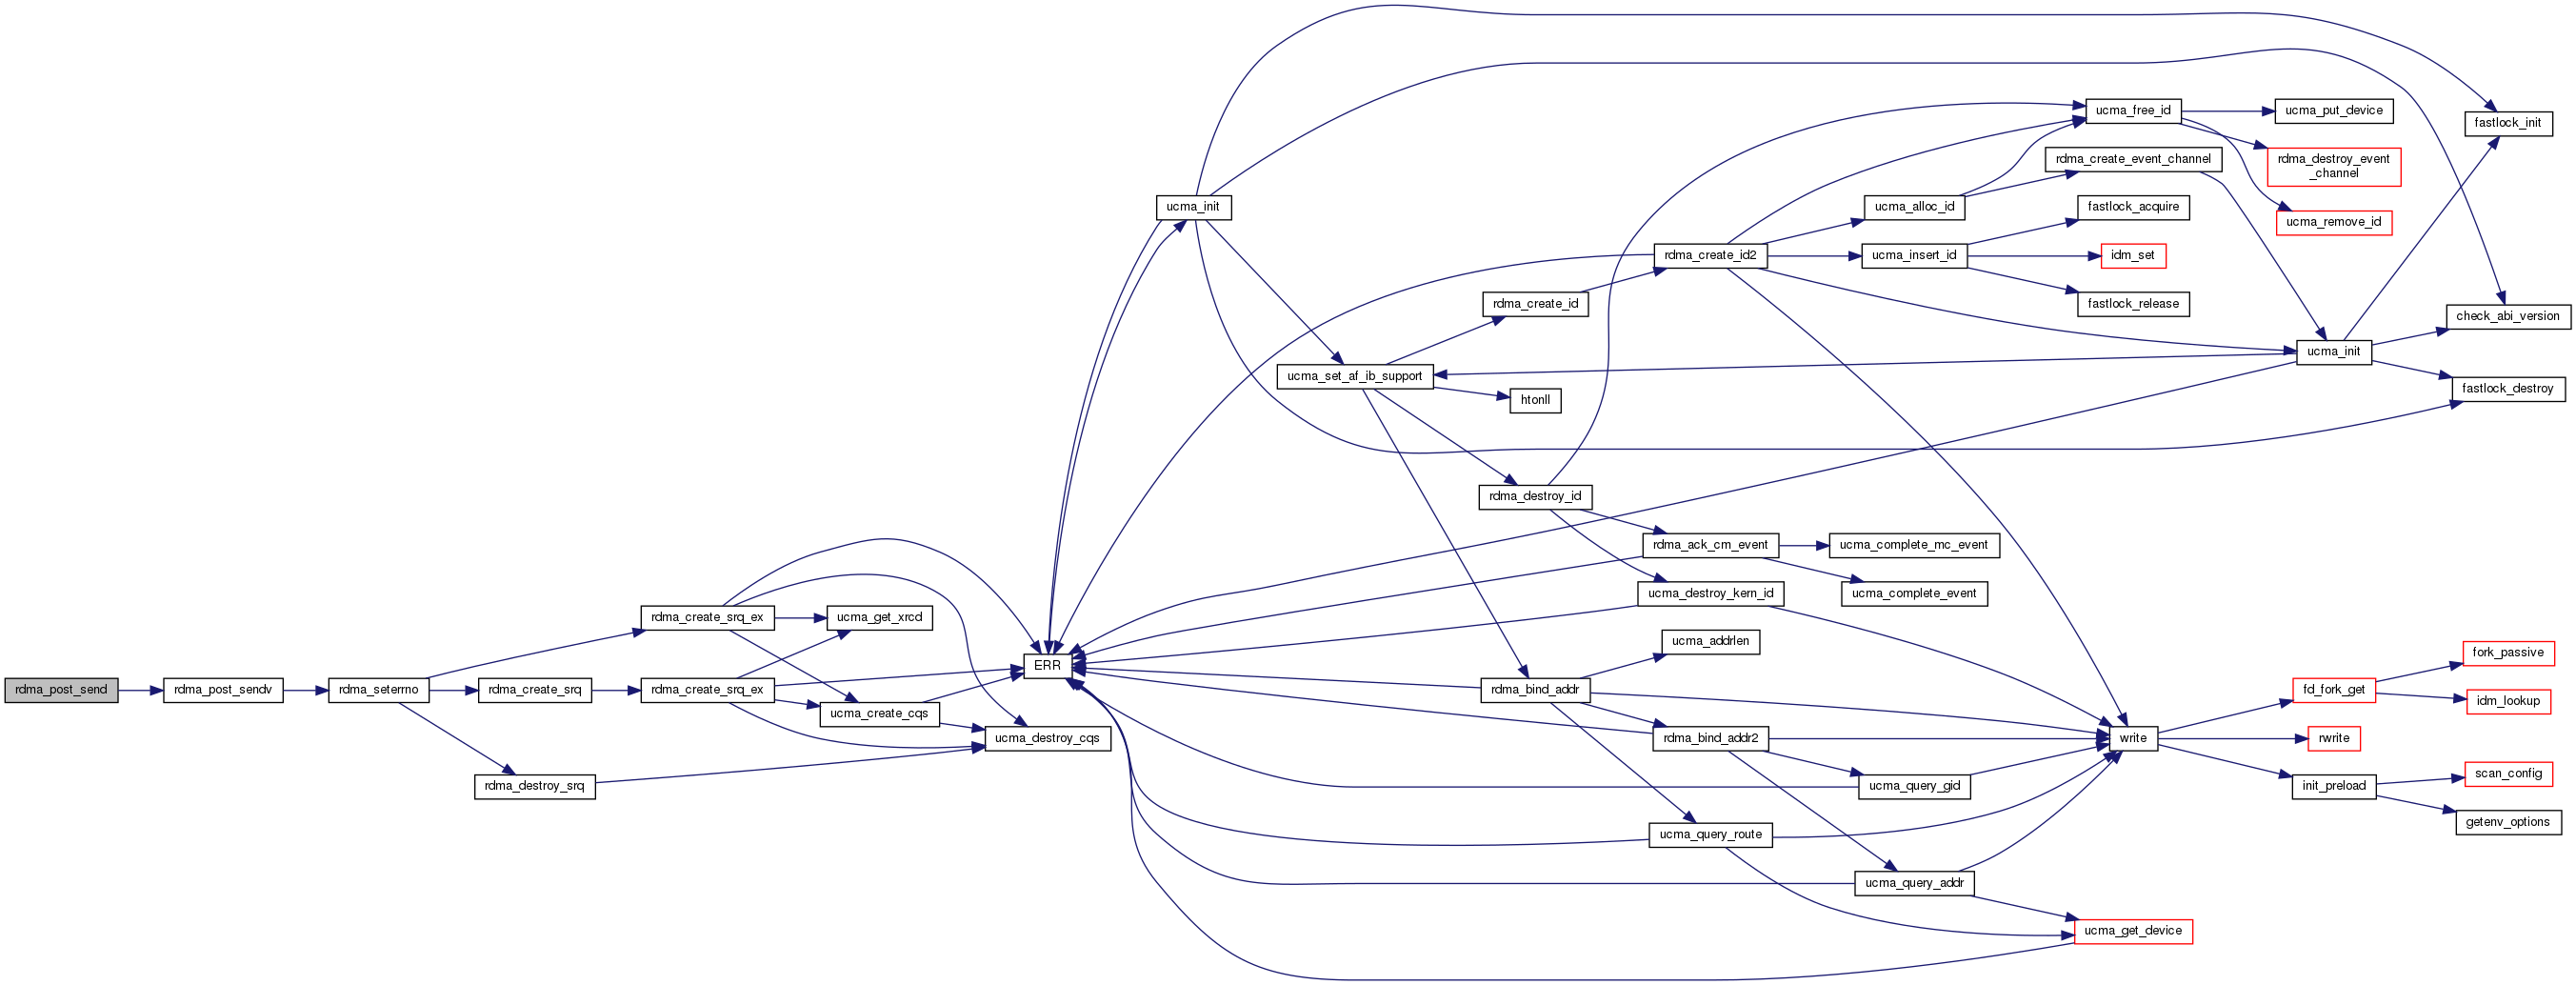 rdma_post_send
rdma_post_sendv
rdma_seterrno
rdma_create_srq_ex
rdma_create_srq
rdma_destroy_srq
rdma_create_srq_ex
ucma_get_xrcd
ucma_create_cqs
ucma_destroy_cqs
ERR
ucma_init
ucma_set_af_ib_support
rdma_create_id
htonll
rdma_destroy_id
rdma_bind_addr
rdma_create_id2
rdma_ack_cm_event
ucma_destroy_kern_id
ucma_addrlen
rdma_bind_addr2
ucma_query_route
ucma_alloc_id
ucma_insert_id
ucma_complete_mc_event
ucma_complete_event
ucma_query_gid
ucma_query_addr
ucma_free_id
rdma_create_event_channel
fastlock_acquire
idm_set
fastlock_release
write
ucma_get_device
ucma_put_device
rdma_destroy_event
_channel
ucma_remove_id
ucma_init
fd_fork_get
rwrite
init_preload
fastlock_init
check_abi_version
fastlock_destroy
fork_passive
idm_lookup
scan_config
getenv_options